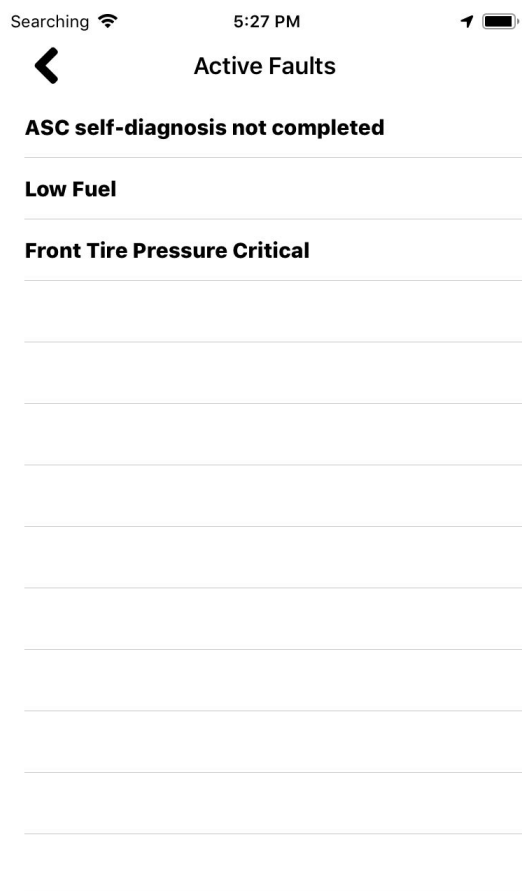 Searching 5:27 PM
Active Faults
ASC self-diagnosis not completed
Low Fuel
Front Tire Pressure Critical